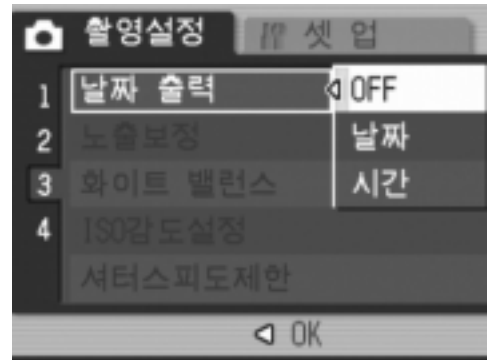 촬영설정 셋 업
1 날짜 출력 OFF
2 노출보정 날짜
3 화이트 밸런스 시간
4 ISO감도설정
셔터스피도제한
OK